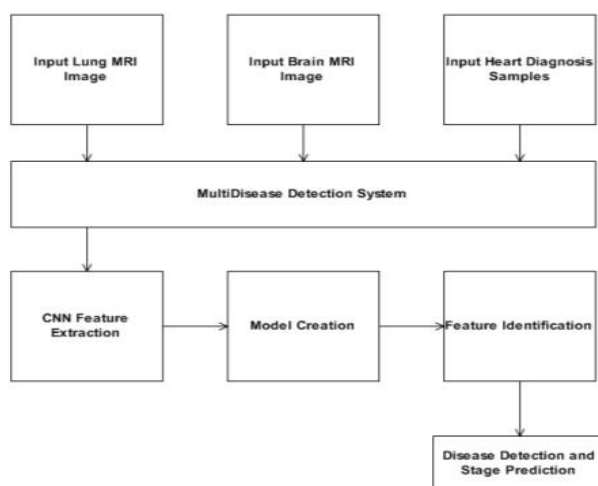 Input Lung MRI
Image
Input Brain MRI
Image
Input Heart Diagnosis
Samples
MultiDisease Detection System
CNN Feature
Extraction
Model Creation
Feature Identification
Disease Detection and
Stage Prediction